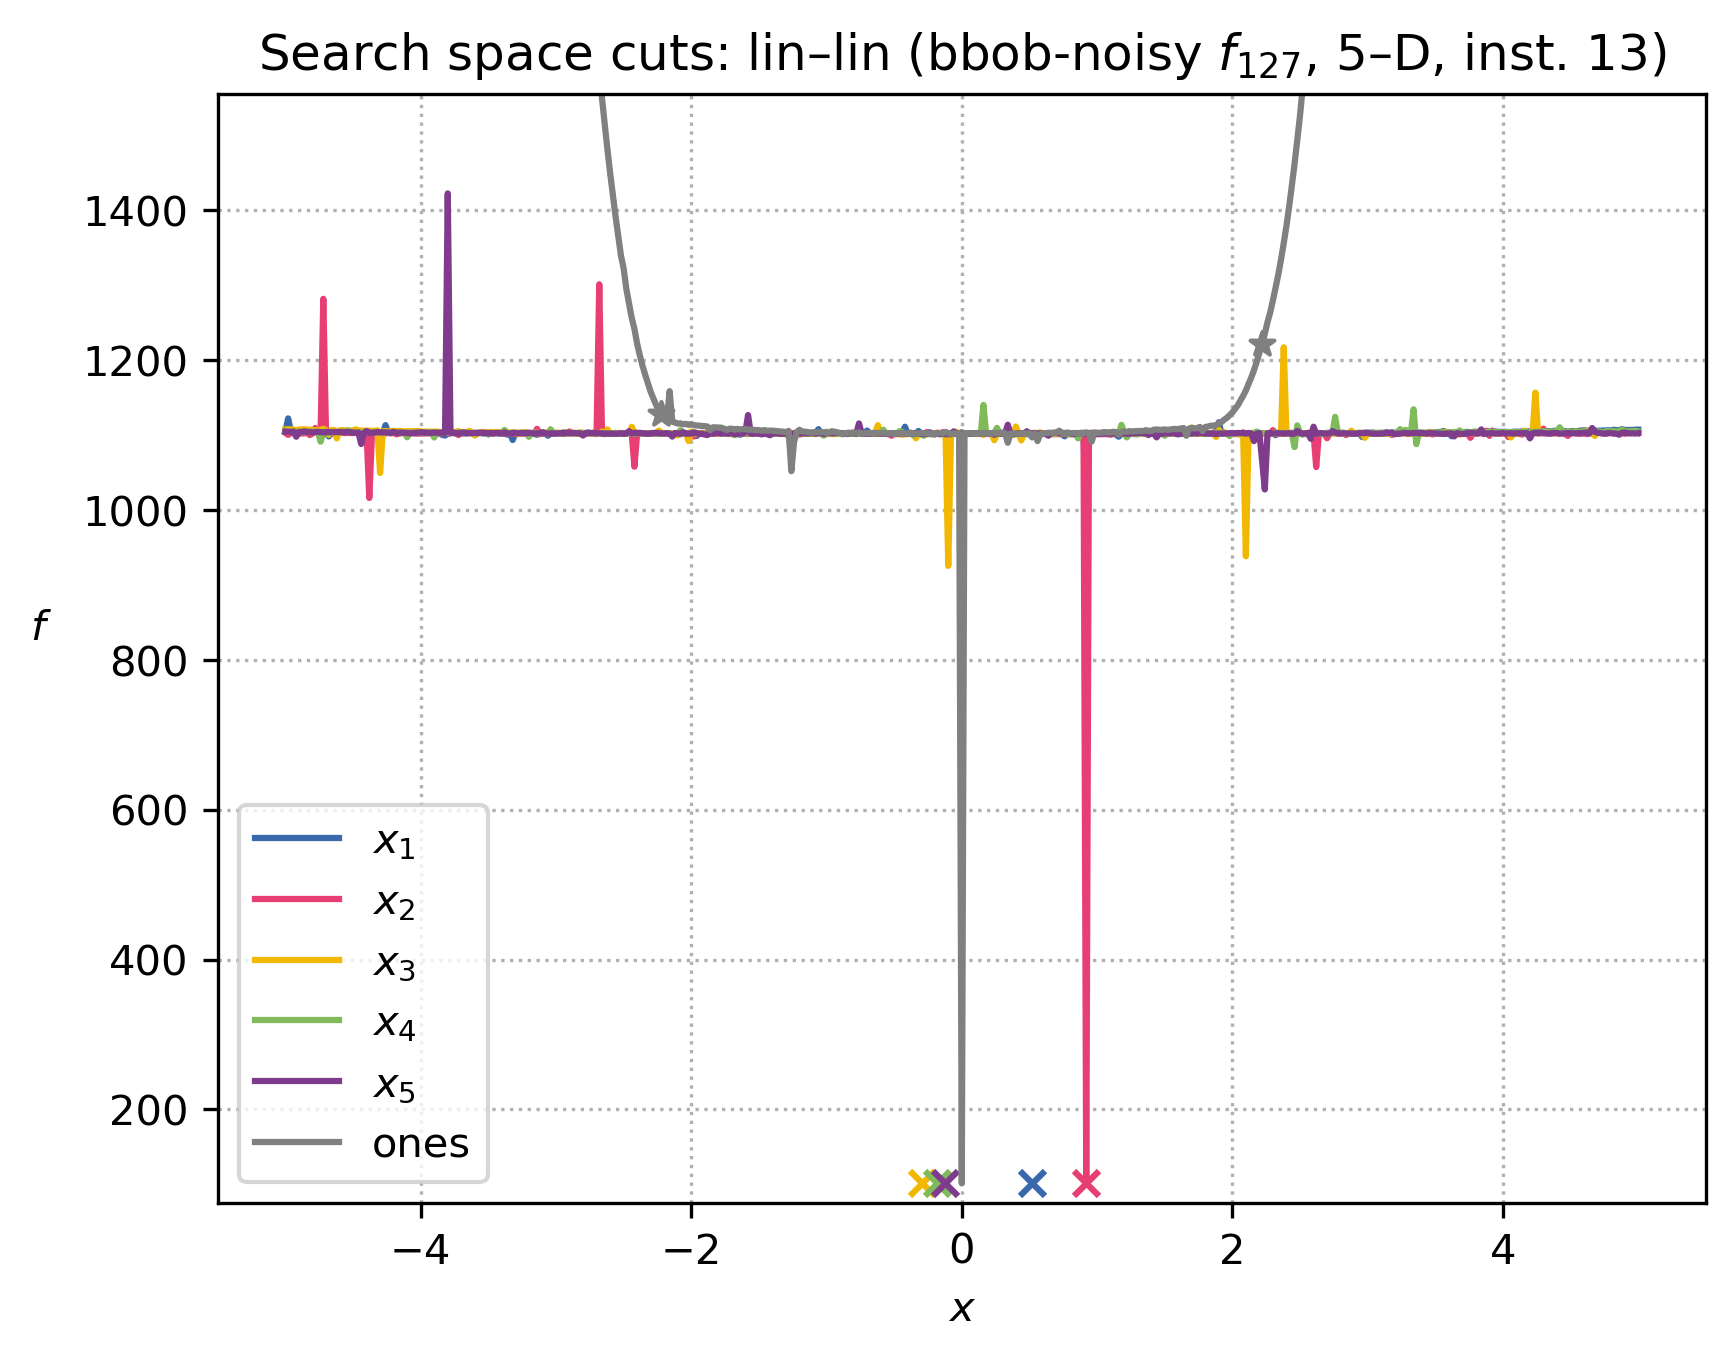 Search space cuts: lin–lin (bbob-noisy f₁₂₇, 5–D, inst. 13)
1400
1200
1000
800
600
400
200
f
x₁
x₂
x₃
x₄
x₅
ones
−4 −2 0 2 4
x